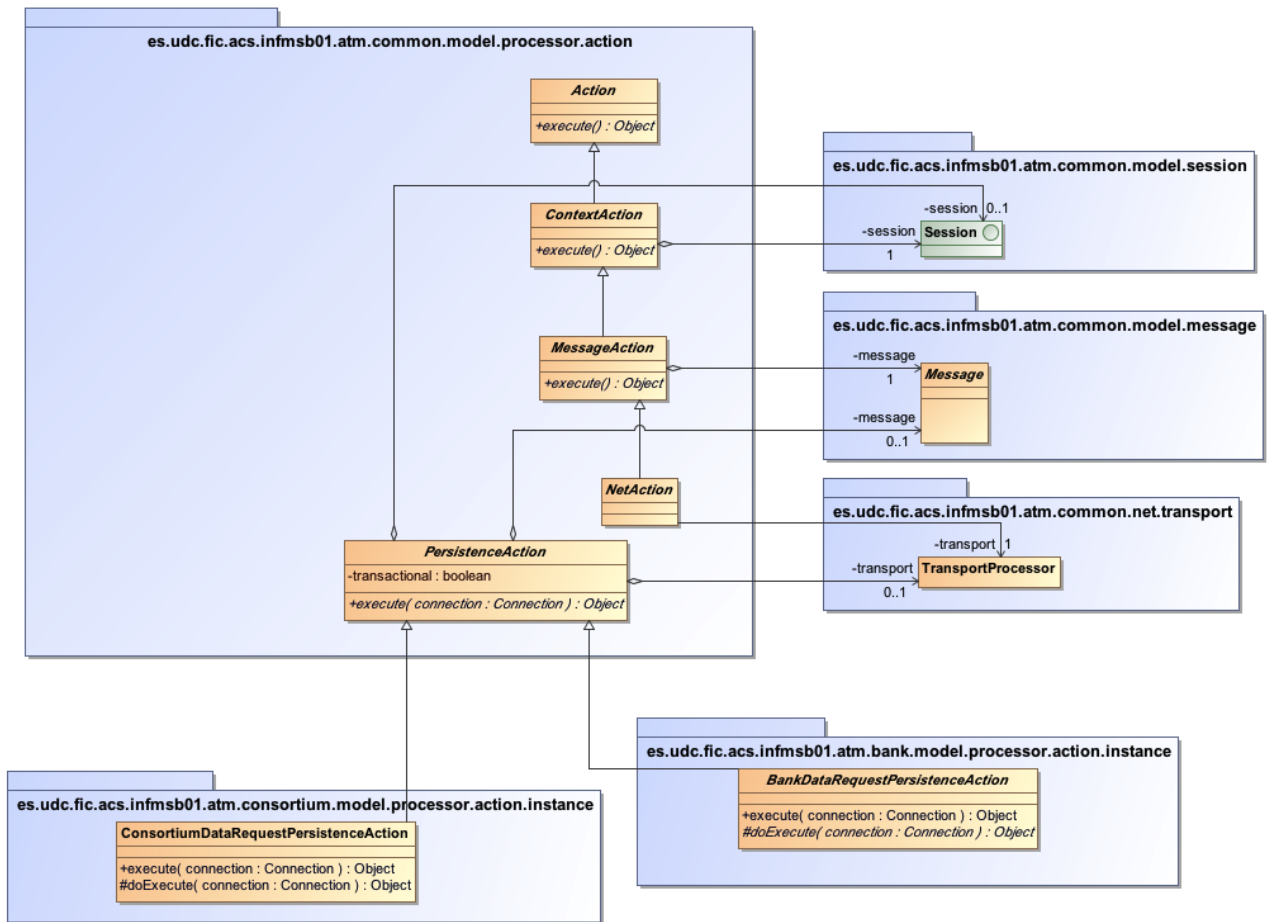 es.udc.fic.acs.infmsb01.atm.common.model.processor.action
Action
+execute() : Object
ContextAction
+execute() : Object
MessageAction
+execute() : Object
NetAction
PersistenceAction
-transactional : boolean
+execute( connection : Connection ) : Object
es.udc.fic.acs.infmsb01.atm.common.model.session
-session 0..1
-session
1
Session
es.udc.fic.acs.infmsb01.atm.common.model.message
-message
1
Message
-message
0..1
es.udc.fic.acs.infmsb01.atm.common.net.transport
-transport 1
-transport
0..1
TransportProcessor
es.udc.fic.acs.infmsb01.atm.bank.model.processor.action.instance
BankDataRequestPersistenceAction
+execute( connection : Connection ) : Object
#doExecute( connection : Connection ) : Object
es.udc.fic.acs.infmsb01.atm.consortium.model.processor.action.instance
ConsortiumDataRequestPersistenceAction
+execute( connection : Connection ) : Object
#doExecute( connection : Connection ) : Object